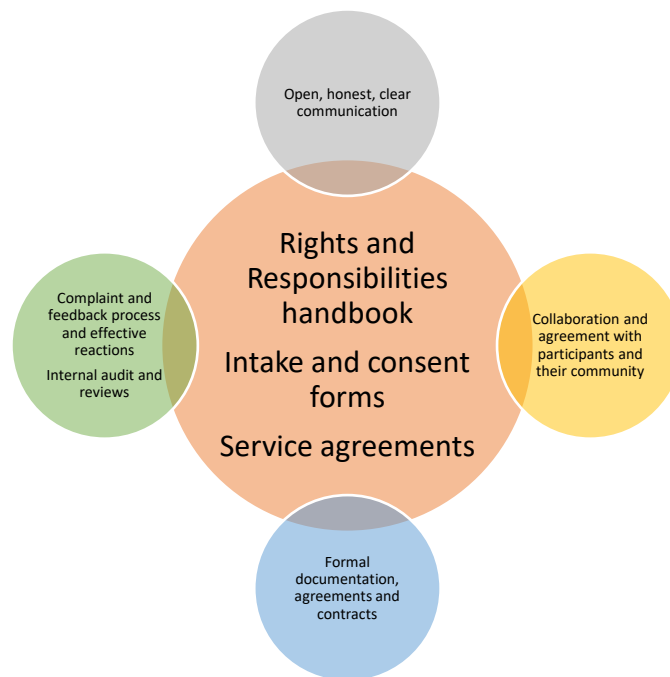 Open, honest, clear
communication
Rights and
Responsibilities
handbook
Intake and consent
forms
Service agreements
Complaint and
feedback process
and effective
reactions
Internal audit and
reviews
Collaboration and
agreement with
participants and
their community
Formal
documentation,
agreements and
contracts